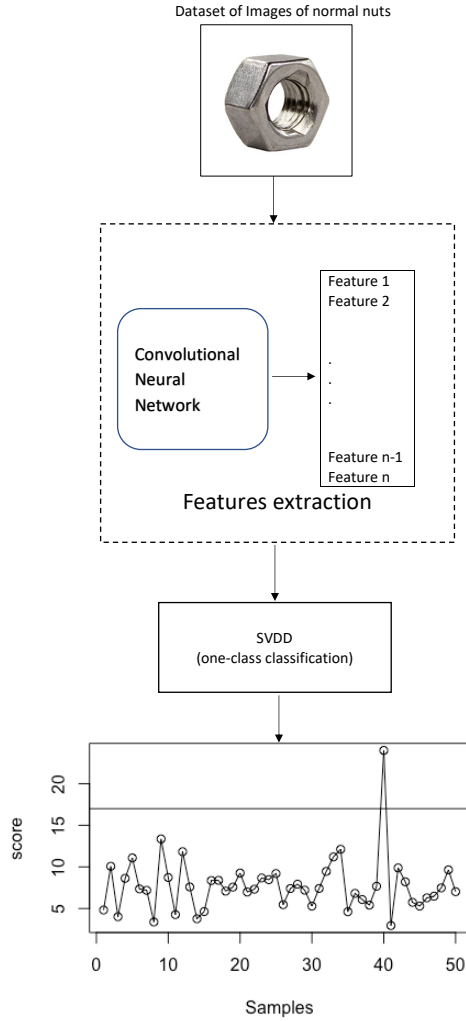 Dataset of Images of normal nuts
Convolutional
Neural
Network
Feature 1
Feature 2
.
.
.
Feature n-1
Feature n
Features extraction
SVDD
(one-class classification)
score
20
15
10
5
0 10 20 30 40 50
Samples